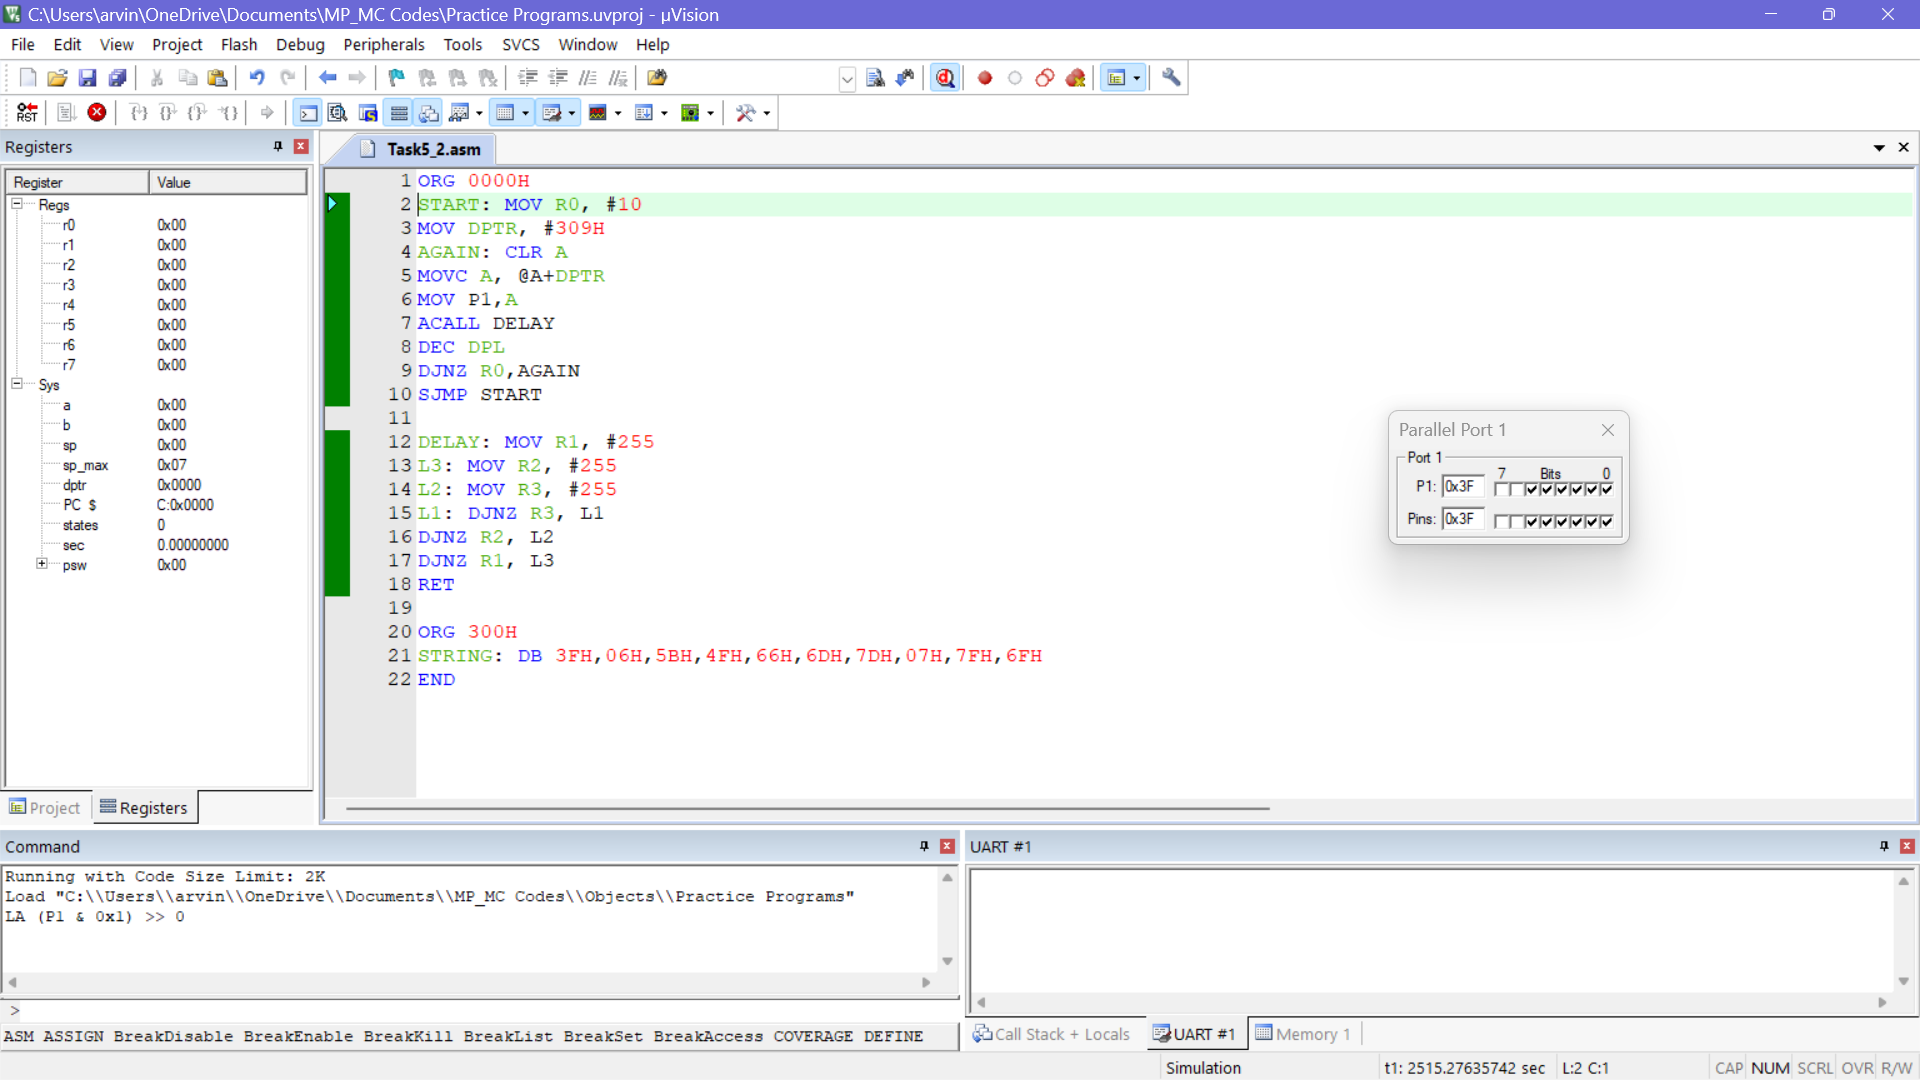 C:\Users\arvin\OneDrive\Documents\MP_MC Codes\Practice Programs.uvproj - µVision
File Edit View Project Flash Debug Peripherals Tools SVCS Window Help
RST
Registers
Register Value
Regs
r0 0x00
r1 0x00
r2 0x00
r3 0x00
r4 0x00
r5 0x00
r6 0x00
r7 0x00
Sys
a 0x00
b 0x00
sp 0x00
sp_max 0x07
dptr 0x0000
PC $ C:0x0000
states 0
sec 0.00000000
psw 0x00
Project Registers
Task5_2.asm
1 ORG 0000H
2 START: MOV R0, #10
3 MOV DPTR, #309H
4 AGAIN: CLR A
5 MOVC A, @A+DPTR
6 MOV P1,A
7 ACALL DELAY
8 DEC DPL
9 DJNZ R0,AGAIN
10 SJMP START
11
12 DELAY: MOV R1, #255
13 L3: MOV R2, #255
14 L2: MOV R3, #255
15 L1: DJNZ R3, L1
16 DJNZ R2, L2
17 DJNZ R1, L3
18 RET
19
20 ORG 300H
21 STRING: DB 3FH,06H,5BH,4FH,66H,6DH,7DH,07H,7FH,6FH
22 END
Parallel Port 1
Port 1
7 Bits 0
P1: 0x3F
Pins: 0x3F
Command
Running with Code Size Limit: 2K
Load "C:\\Users\\arvin\\OneDrive\\Documents\\MP_MC Codes\\Objects\\Practice Programs"
LA (P1 & 0x1) >> 0
>
ASM ASSIGN BreakDisable BreakEnable BreakKill BreakList BreakSet BreakAccess COVERAGE DEFINE
UART #1
Call Stack + Locals UART #1 Memory 1
Simulation t1: 2515.27635742 sec L:2 C:1 CAP NUM SCRL OVR R/W